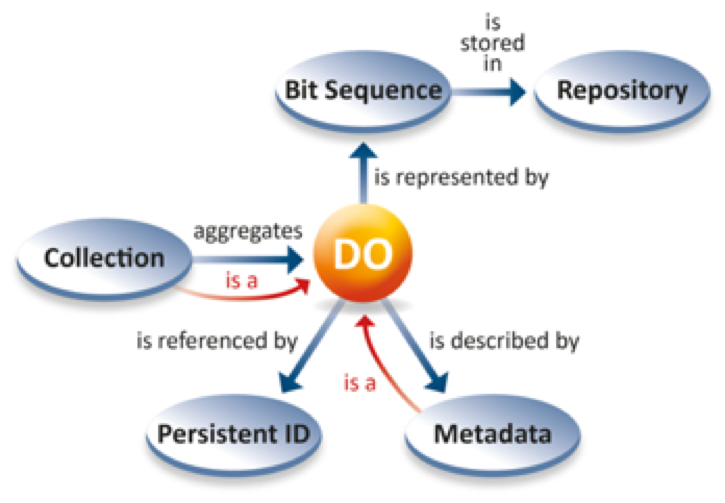 is
stored
in
Bit Sequence
Repository
is represented by
aggregates
DO
Collection
is a
is referenced by
is described by
is a
Persistent ID
Metadata